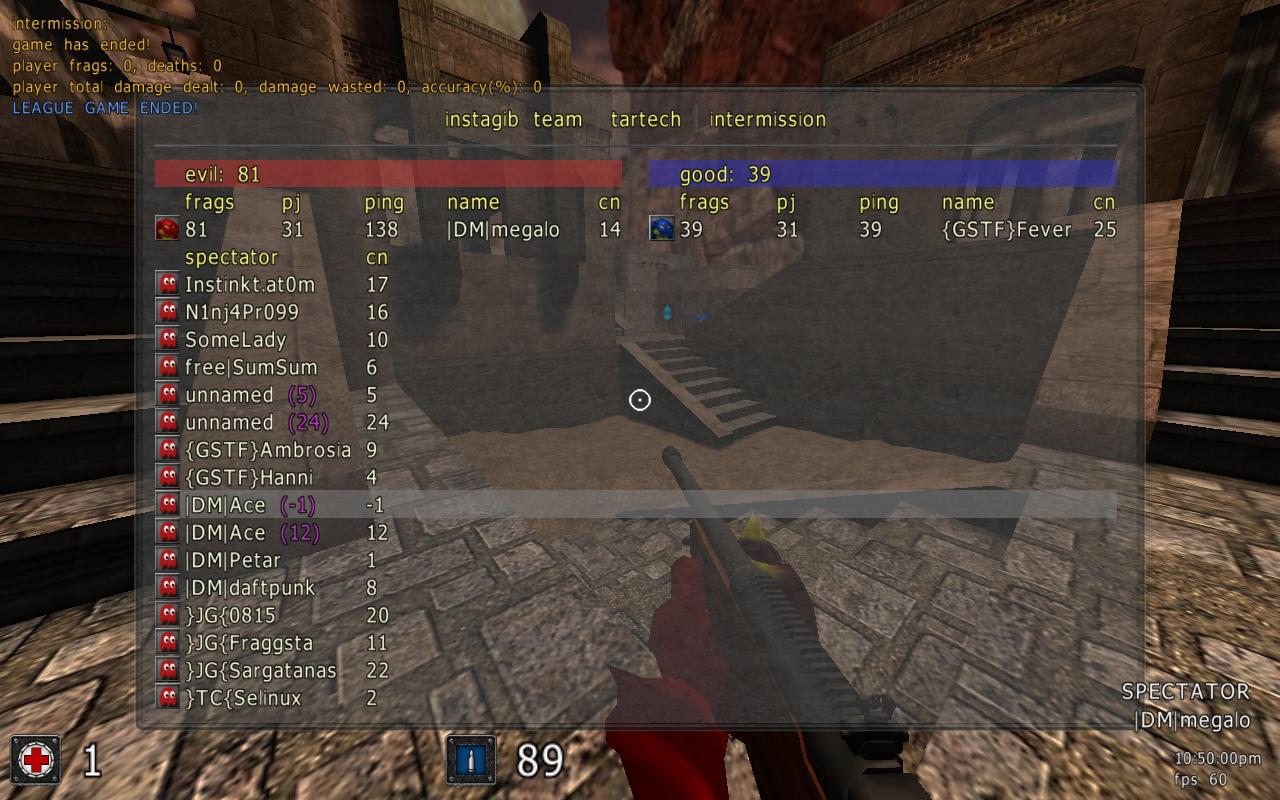 intermission:
game has ended!
player frags: 0, deaths: 0
player total damage dealt: 0, damage wasted: 0, accuracy(%): 0
LEAGUE GAME ENDED!
instagib team tartech intermission
evil: 81 good: 39
frags pj ping name cn frags pj ping name cn
81 31 138 |DM|megalo 14 39 31 39 {GSTF}Fever 25
spectator cn
Instinkt.at0m 17
N1nj4Pr099 16
SomeLady 10
free|SumSum 6
unnamed (5) 5
unnamed (24) 24
{GSTF}Ambrosia 9
{GSTF}Hanni 4
|DM|Ace (-1) -1
|DM|Ace (12) 12
|DM|Petar 1
|DM|daftpunk 8
}JG{0815 20
}JG{Fraggsta 11
}JG{Sargatanas 22
}TC{Selinux 2
SPECTATOR
|DM|megalo
1 89
10:50:00pm
fps 60